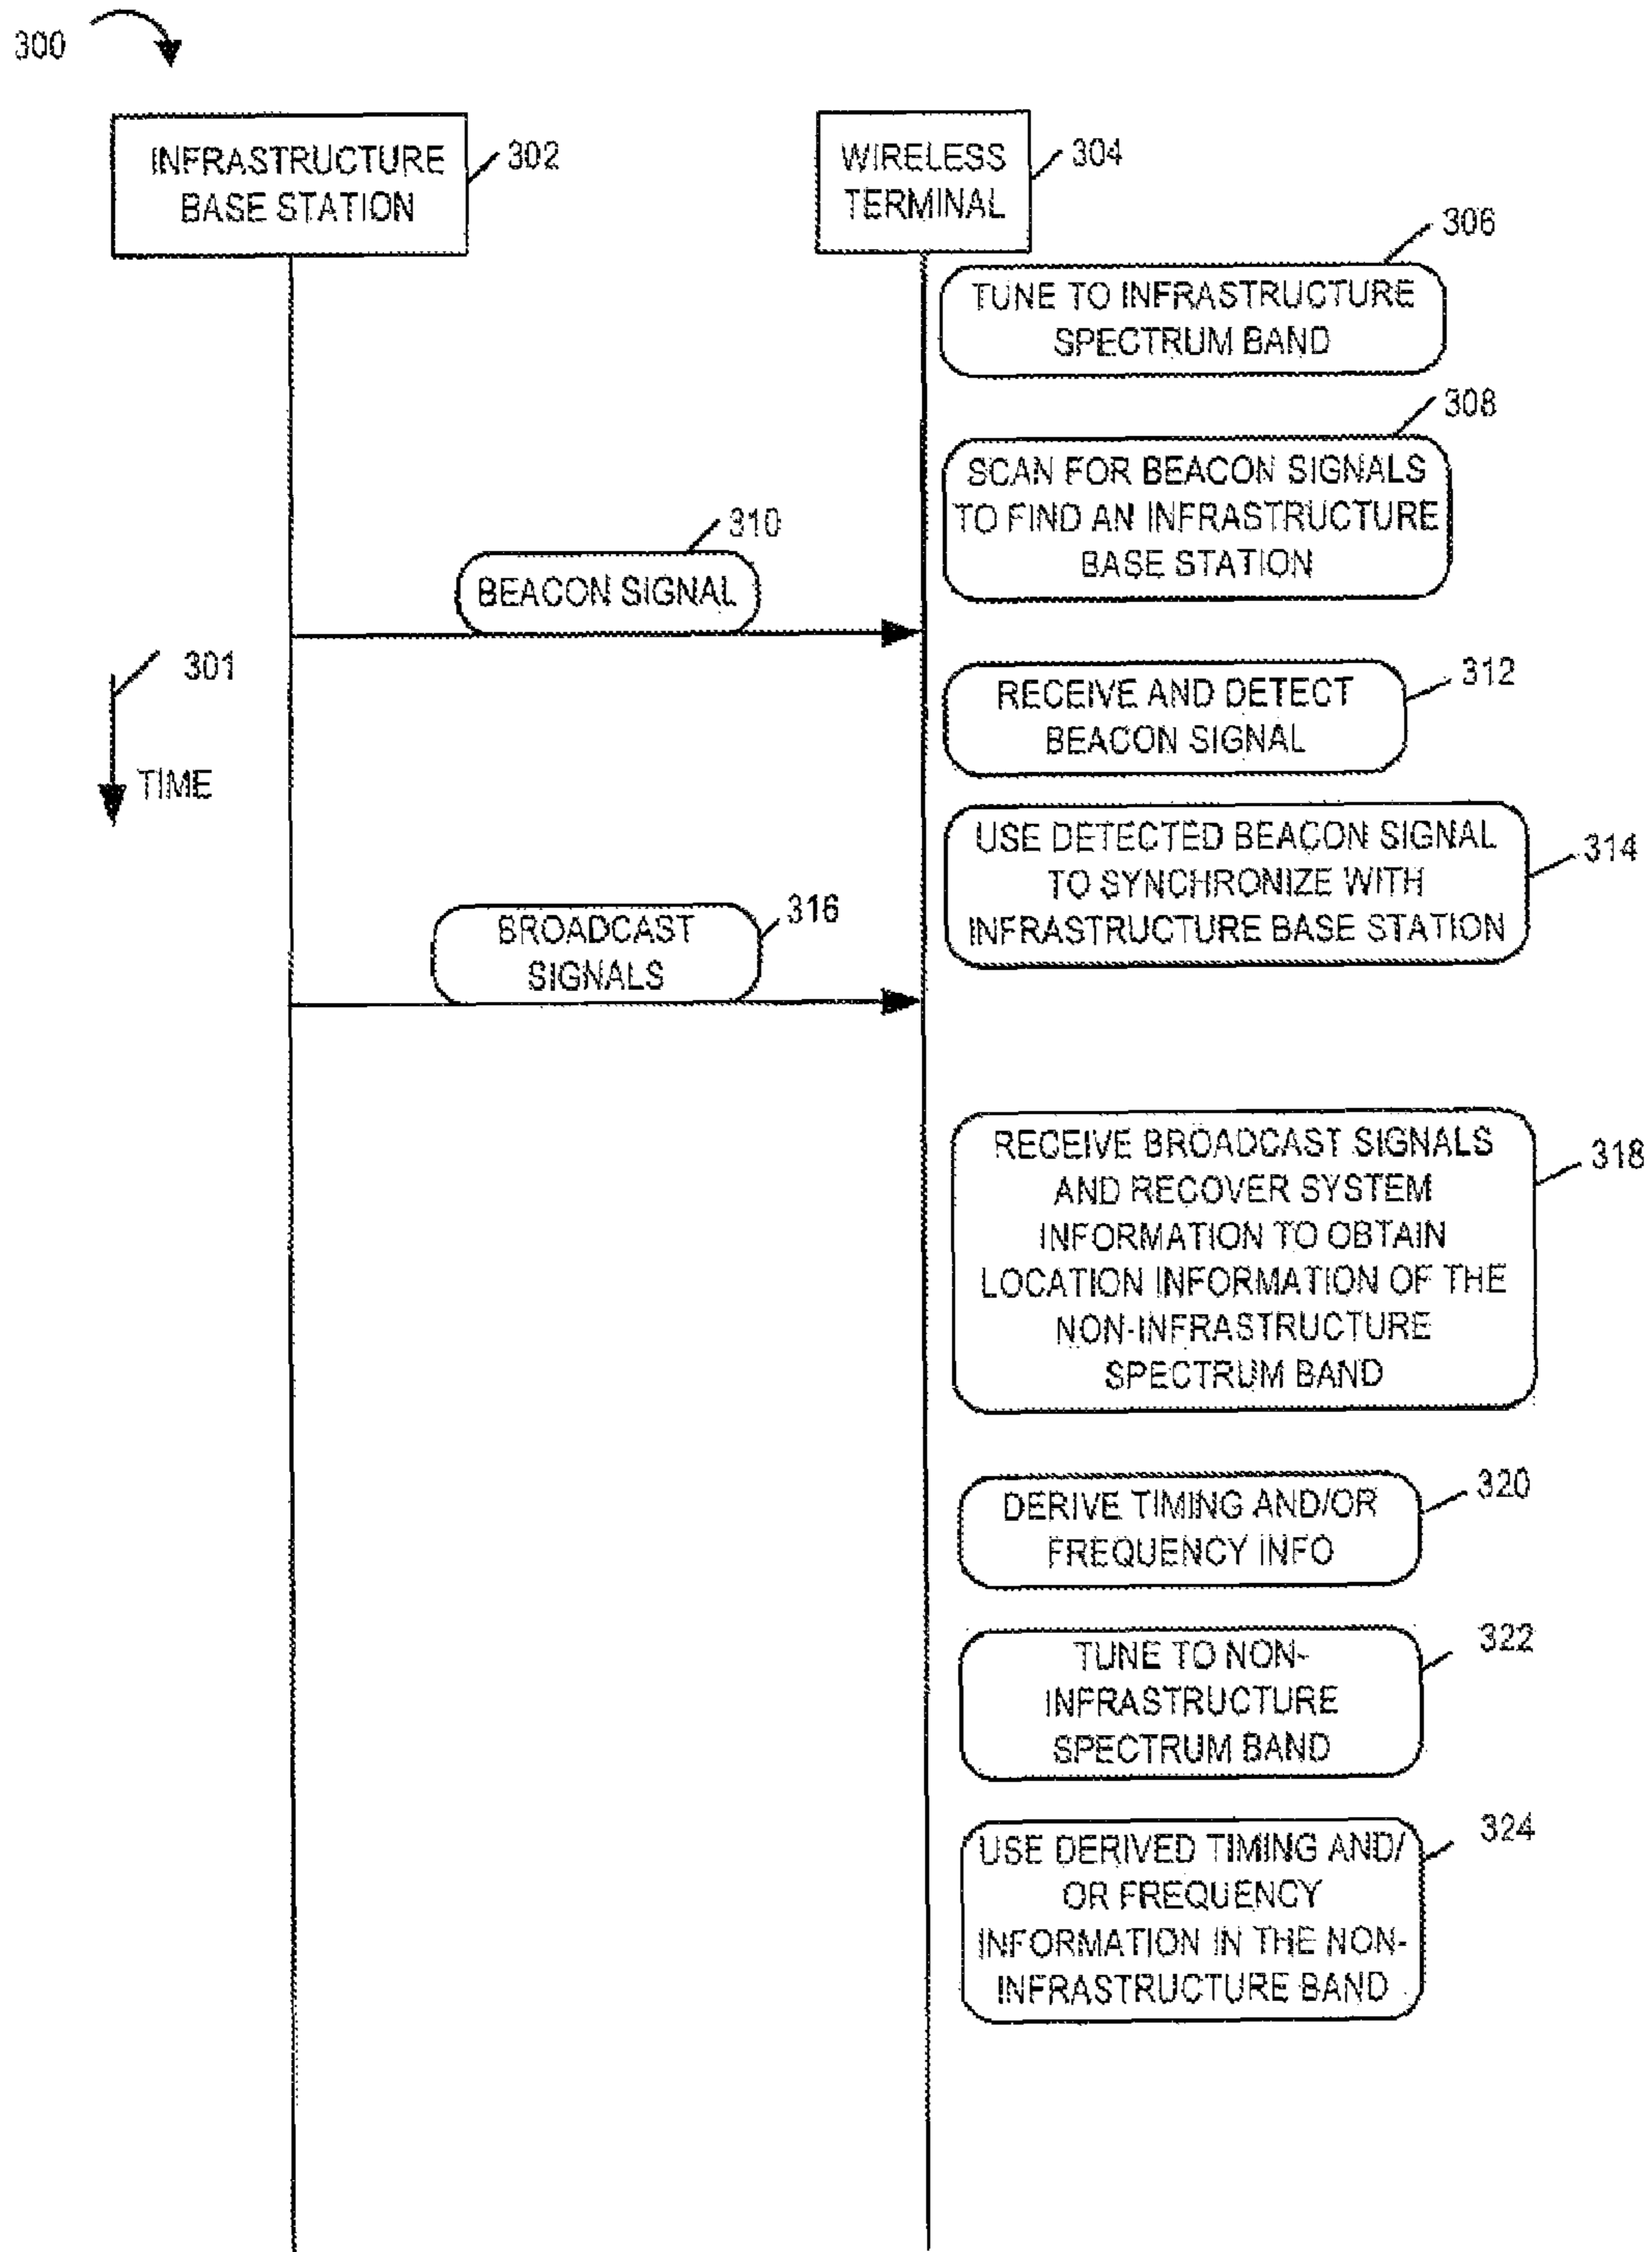 300
INFRASTRUCTURE
BASE STATION
302
WIRELESS
TERMINAL
304
306
TUNE TO INFRASTRUCTURE
SPECTRUM BAND
308
SCAN FOR BEACON SIGNALS
TO FIND AN INFRASTRUCTURE
BASE STATION
310
BEACON SIGNAL
301
TIME
312
RECEIVE AND DETECT
BEACON SIGNAL
314
USE DETECTED BEACON SIGNAL
TO SYNCHRONIZE WITH
INFRASTRUCTURE BASE STATION
316
BROADCAST
SIGNALS
318
RECEIVE BROADCAST SIGNALS
AND RECOVER SYSTEM
INFORMATION TO OBTAIN
LOCATION INFORMATION OF THE
NON-INFRASTRUCTURE
SPECTRUM BAND
320
DERIVE TIMING AND/OR
FREQUENCY INFO
322
TUNE TO NON-
INFRASTRUCTURE
SPECTRUM BAND
324
USE DERIVED TIMING AND/
OR FREQUENCY
INFORMATION IN THE NON-
INFRASTRUCTURE BAND